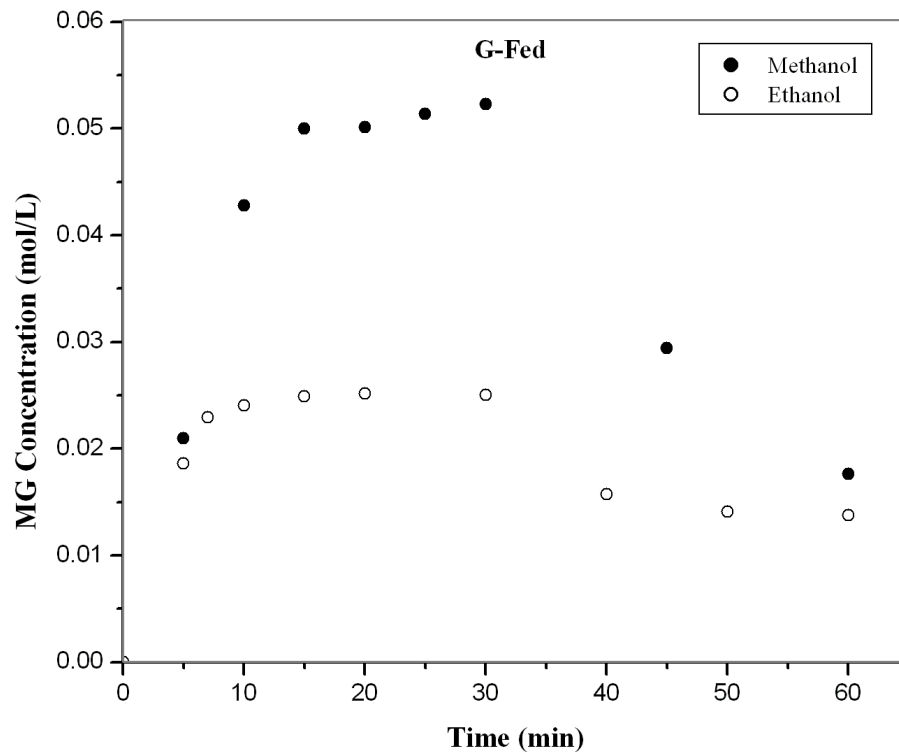 G-Fed
Methanol
Ethanol
MG Concentration (mol/L)
0.06
0.05
0.04
0.03
0.02
0.01
0.00
0 10 20 30 40 50 60
Time (min)